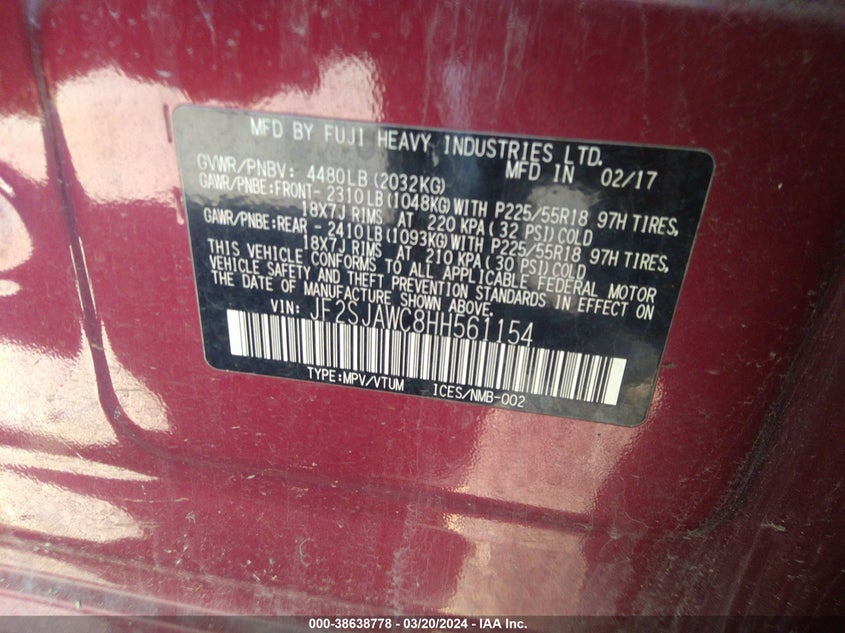 MFD BY FUJI HEAVY INDUSTRIES LTD.
GVWR/PNBV: 4480LB(2032KG) MFD IN 02/17
GAWR/PNBE:FRONT- 2310LB(1048KG)WITH P225/55R18 97H TIRES,
18X7J RIMS AT 220 KPA(32 PSI)COLD
GAWR/PNBE:REAR - 2410LB(1093KG)WITH P225/55R18 97H TIRES,
18X7J RIMS AT 210 KPA(30 PSI)COLD
THIS VEHICLE CONFORMS TO ALL APPLICABLE FEDERAL MOTOR
VEHICLE SAFETY AND THEFT PREVENTION STANDARDS IN EFFECT ON
THE DATE OF MANUFACTURE SHOWN ABOVE.
VIN: JF2SJAWC8HH561154
TYPE:MPV/VTUM ICES/NMB-002
000-38638778 - 03/20/2024 - IAA Inc.